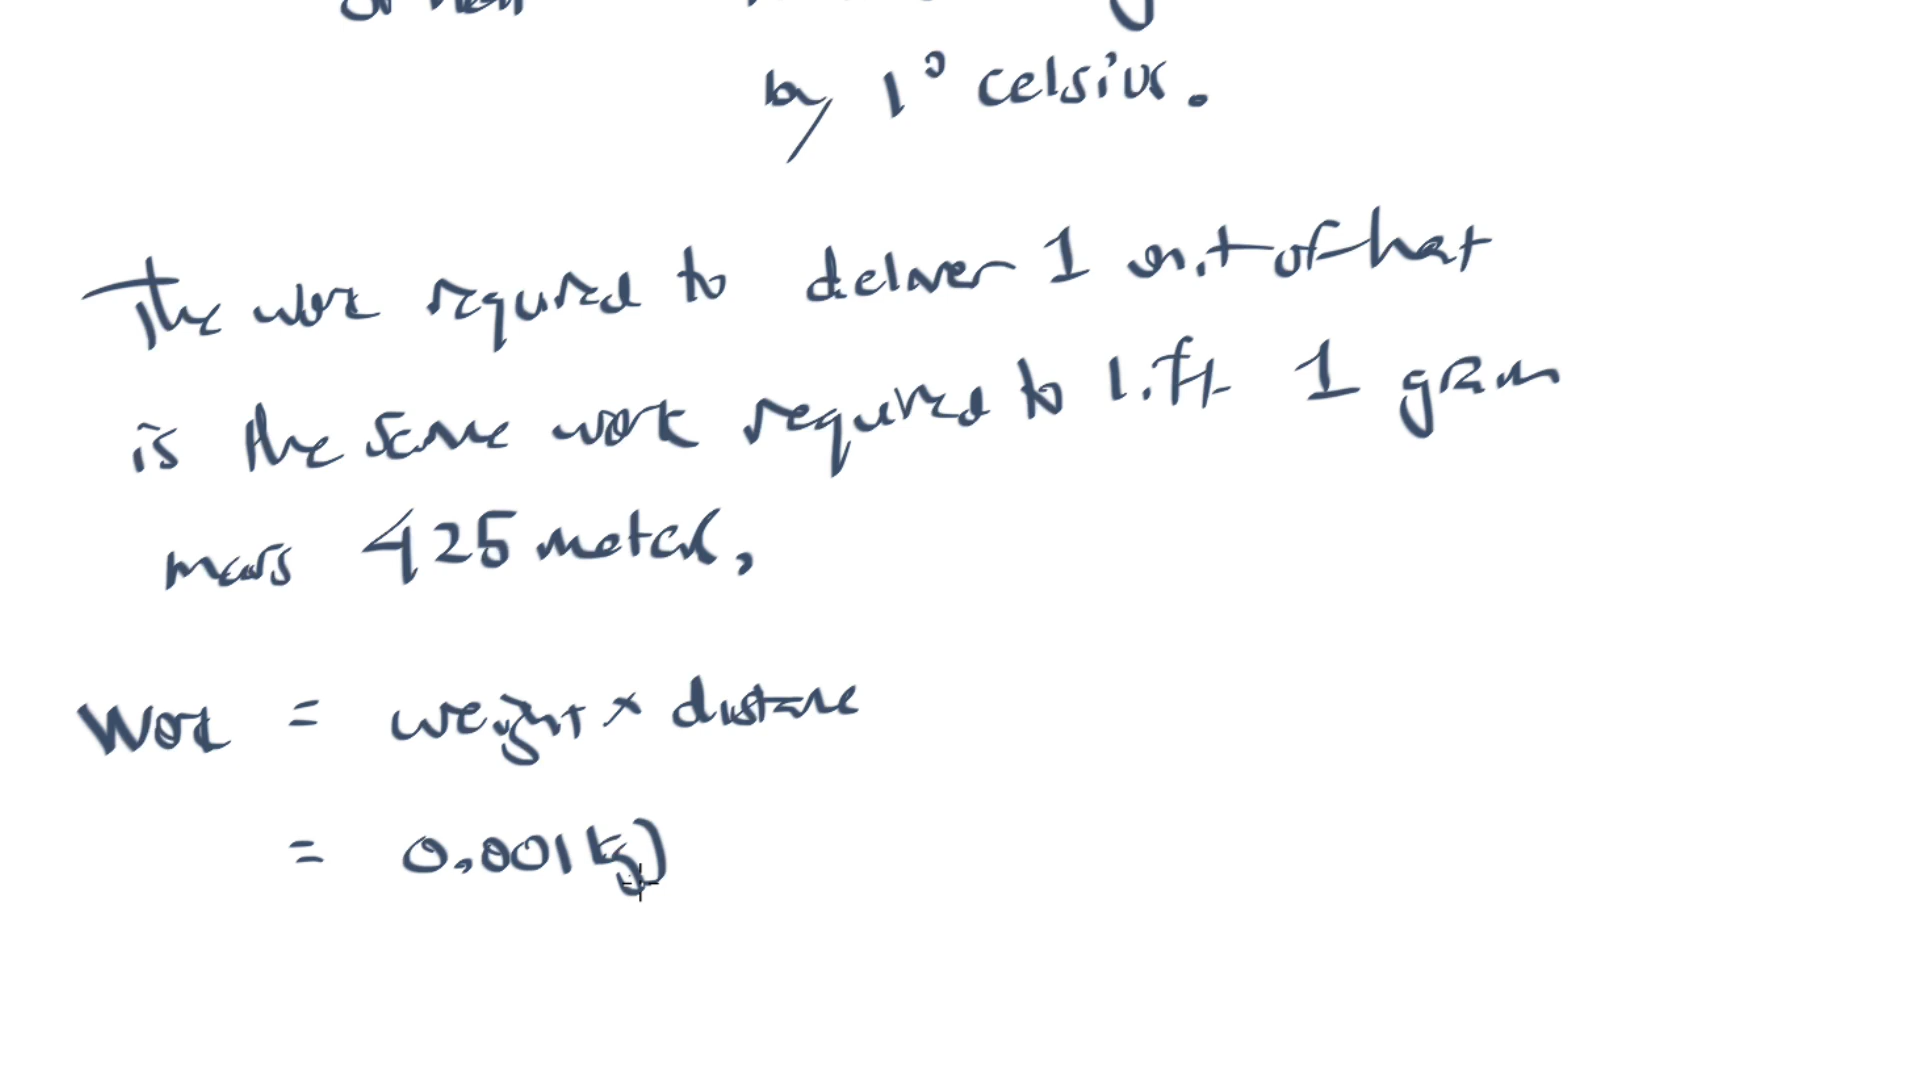 by 1° celsius.
The work required to deliver 1 unit of heat
is the same work required to lift 1 gram
mass 425 meters,
Work = weight × distance
= 0.001 kg)